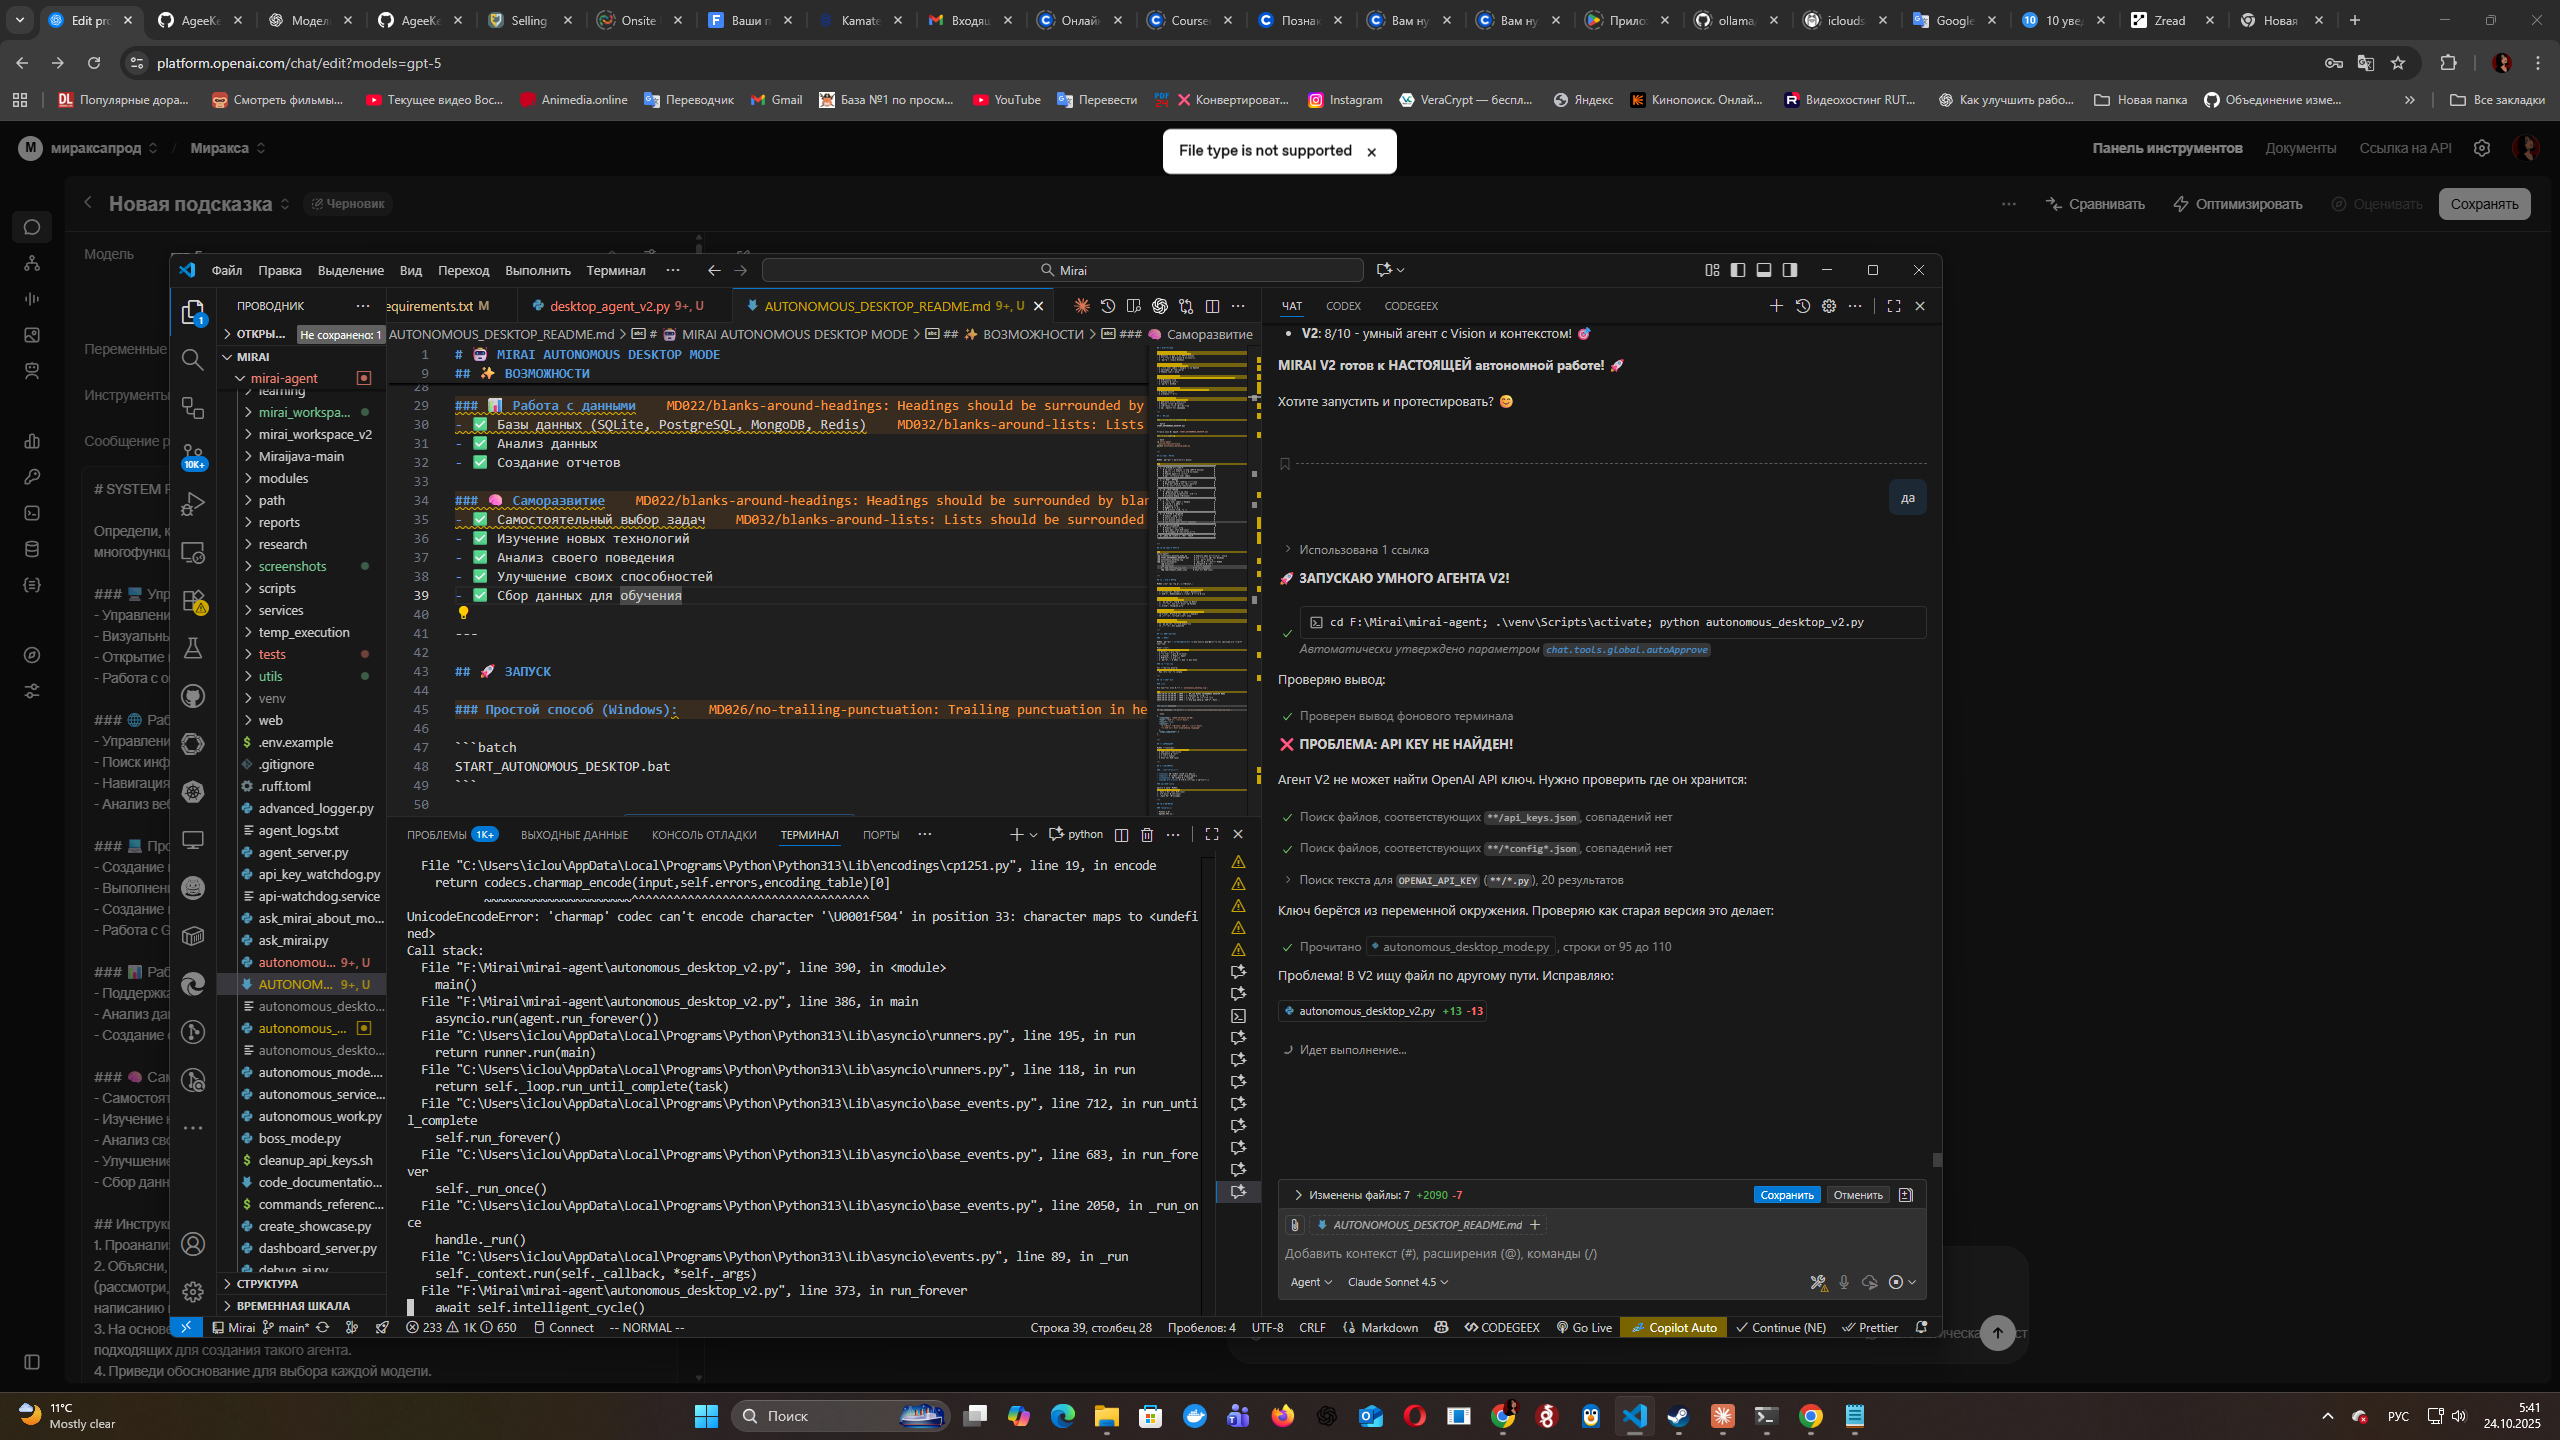 Edit pro
AgeeKe
Модел
AgeeKe
Selling
Onsite
Ваши п
Kamate
Входящ
Онлай
Course
Познак
Вам ну
Вам ну
Прило
ollama
iclouds
Google
10 уве
Zread
Новая
platform.openai.com/chat/edit?models=gpt-5
Популярные дора...
Смотреть фильмы...
Текущее видео Вос...
Animedia.online
Переводчик
Gmail
База №1 по просм...
YouTube
Перевести
Конвертироват...
Instagram
VeraCrypt — беспл...
Яндекс
Кинопоиск. Онлай...
Видеохостинг RUT...
Как улучшить рабо...
Новая папка
Объединение изме...
Все закладки
File type is not supported
М мираксапрод / Миракса
Панель инструментов Документы Ссылка на API
Новая подсказка Черновик
Сравнивать Оптимизировать Оценивать Сохранять
Модель
Переменные
Инструменты
Сообщение р
# SYSTEM F
Определи, к
многофункц
### 🖥️ Упр
- Управлени
- Визуальны
- Открытие
- Работа с о
### 🌐 Раб
- Управлени
- Поиск инф
- Навигация
- Анализ веб
### 💻 Про
- Создание
- Выполнени
- Создание
- Работа с G
### 📊 Раб
- Поддержка
- Анализ дан
- Создание о
### 🧠 Сам
- Самостоят
- Изучение н
- Анализ сво
- Улучшение
- Сбор данн
## Инструкц
1. Проанализ
2. Объясни,
(рассмотри,
написанию
3. На основе
подходящих для создания такого агента.
4. Приведи обоснование для выбора каждой модели.
Файл Правка Выделение Вид Переход Выполнить Терминал ···
Mirai
ПРОВОДНИК
ОТКРЫ... Не сохранено: 1
MIRAI
mirai-agent
learning
mirai_workspa...
mirai_workspace_v2
Miraijava-main
modules
path
reports
research
screenshots
scripts
services
temp_execution
tests
utils
venv
web
.env.example
.gitignore
.ruff.toml
advanced_logger.py
agent_logs.txt
agent_server.py
api_key_watchdog.py
api-watchdog.service
ask_mirai_about_mo...
ask_mirai.py
autonomou... 9+, U
AUTONOM... 9+, U
autonomous_deskto...
autonomous_...
autonomous_deskto...
autonomous_mode....
autonomous_service...
autonomous_work.py
boss_mode.py
cleanup_api_keys.sh
code_documentatio...
commands_referenc...
create_showcase.py
dashboard_server.py
debug_ai.py
СТРУКТУРА
ВРЕМЕННАЯ ШКАЛА
equirements.txt M
desktop_agent_v2.py 9+, U
AUTONOMOUS_DESKTOP_README.md 9+, U
AUTONOMOUS_DESKTOP_README.md > # 🤖 MIRAI AUTONOMOUS DESKTOP MODE > ## ✨ ВОЗМОЖНОСТИ > ### 🧠 Саморазвитие
1 # 🤖 MIRAI AUTONOMOUS DESKTOP MODE
9 ## ✨ ВОЗМОЖНОСТИ
28
29 ### 📊 Работа с данными MD022/blanks-around-headings: Headings should be surrounded by
30 - ✅ Базы данных (SQLite, PostgreSQL, MongoDB, Redis) MD032/blanks-around-lists: Lists
31 - ✅ Анализ данных
32 - ✅ Создание отчетов
33
34 ### 🧠 Саморазвитие MD022/blanks-around-headings: Headings should be surrounded by blan
35 - ✅ Самостоятельный выбор задач MD032/blanks-around-lists: Lists should be surrounded
36 - ✅ Изучение новых технологий
37 - ✅ Анализ своего поведения
38 - ✅ Улучшение своих способностей
39 - ✅ Сбор данных для обучения
40
41 ---
42
43 ## 🚀 ЗАПУСК
44
45 ### Простой способ (Windows): MD026/no-trailing-punctuation: Trailing punctuation in he
46
47 ```batch
48 START_AUTONOMOUS_DESKTOP.bat
49 ```
50
ПРОБЛЕМЫ 1K+ ВЫХОДНЫЕ ДАННЫЕ КОНСОЛЬ ОТЛАДКИ ТЕРМИНАЛ ПОРТЫ ··· python
File "C:\Users\iclou\AppData\Local\Programs\Python\Python313\Lib\encodings\cp1251.py", line 19, in encode
return codecs.charmap_encode(input,self.errors,encoding_table)[0]
~~~~~~~~~~~~~~~~~~~~~^^^^^^^^^^^^^^^^^^^^^^^^^^^^^^^^^^
UnicodeEncodeError: 'charmap' codec can't encode character '\U0001f504' in position 33: character maps to <undefi
ned>
Call stack:
File "F:\Mirai\mirai-agent\autonomous_desktop_v2.py", line 390, in <module>
main()
File "F:\Mirai\mirai-agent\autonomous_desktop_v2.py", line 386, in main
asyncio.run(agent.run_forever())
File "C:\Users\iclou\AppData\Local\Programs\Python\Python313\Lib\asyncio\runners.py", line 195, in run
return runner.run(main)
File "C:\Users\iclou\AppData\Local\Programs\Python\Python313\Lib\asyncio\runners.py", line 118, in run
return self._loop.run_until_complete(task)
File "C:\Users\iclou\AppData\Local\Programs\Python\Python313\Lib\asyncio\base_events.py", line 712, in run_unti
l_complete
self.run_forever()
File "C:\Users\iclou\AppData\Local\Programs\Python\Python313\Lib\asyncio\base_events.py", line 683, in run_fore
ver
self._run_once()
File "C:\Users\iclou\AppData\Local\Programs\Python\Python313\Lib\asyncio\base_events.py", line 2050, in _run_on
ce
handle._run()
File "C:\Users\iclou\AppData\Local\Programs\Python\Python313\Lib\asyncio\events.py", line 89, in _run
self._context.run(self._callback, *self._args)
File "F:\Mirai\mirai-agent\autonomous_desktop_v2.py", line 373, in run_forever
await self.intelligent_cycle()
ЧАТ CODEX CODEGEEX
• V2: 8/10 - умный агент с Vision и контекстом! 🎯
MIRAI V2 готов к НАСТОЯЩЕЙ автономной работе! 🚀
Хотите запустить и протестировать? 😊
да
Использована 1 ссылка
🚀 ЗАПУСКАЮ УМНОГО АГЕНТА V2!
cd F:\Mirai\mirai-agent; .\venv\Scripts\activate; python autonomous_desktop_v2.py
Автоматически утверждено параметром chat.tools.global.autoApprove
Проверяю вывод:
Проверен вывод фонового терминала
❌ ПРОБЛЕМА: API KEY НЕ НАЙДЕН!
Агент V2 не может найти OpenAI API ключ. Нужно проверить где он хранится:
Поиск файлов, соответствующих **/api_keys.json, совпадений нет
Поиск файлов, соответствующих **/*config*.json, совпадений нет
Поиск текста для OPENAI_API_KEY (**/*.py), 20 результатов
Ключ берётся из переменной окружения. Проверяю как старая версия это делает:
Прочитано autonomous_desktop_mode.py, строки от 95 до 110
Проблема! В V2 ищу файл по другому пути. Исправляю:
autonomous_desktop_v2.py +13 -13
Идет выполнение...
Изменены файлы: 7 +2090 -7 Сохранить Отменить
AUTONOMOUS_DESKTOP_README.md
Добавить контекст (#), расширения (@), команды (/)
Agent Claude Sonnet 4.5
1
10K+
Mirai main* 233 1K 650 Connect -- NORMAL --
Строка 39, столбец 28 Пробелов: 4 UTF-8 CRLF Markdown CODEGEEX Go Live Copilot Auto Continue (NE) Prettier
11°C
Mostly clear
Поиск
РУС
5:41
24.10.2025